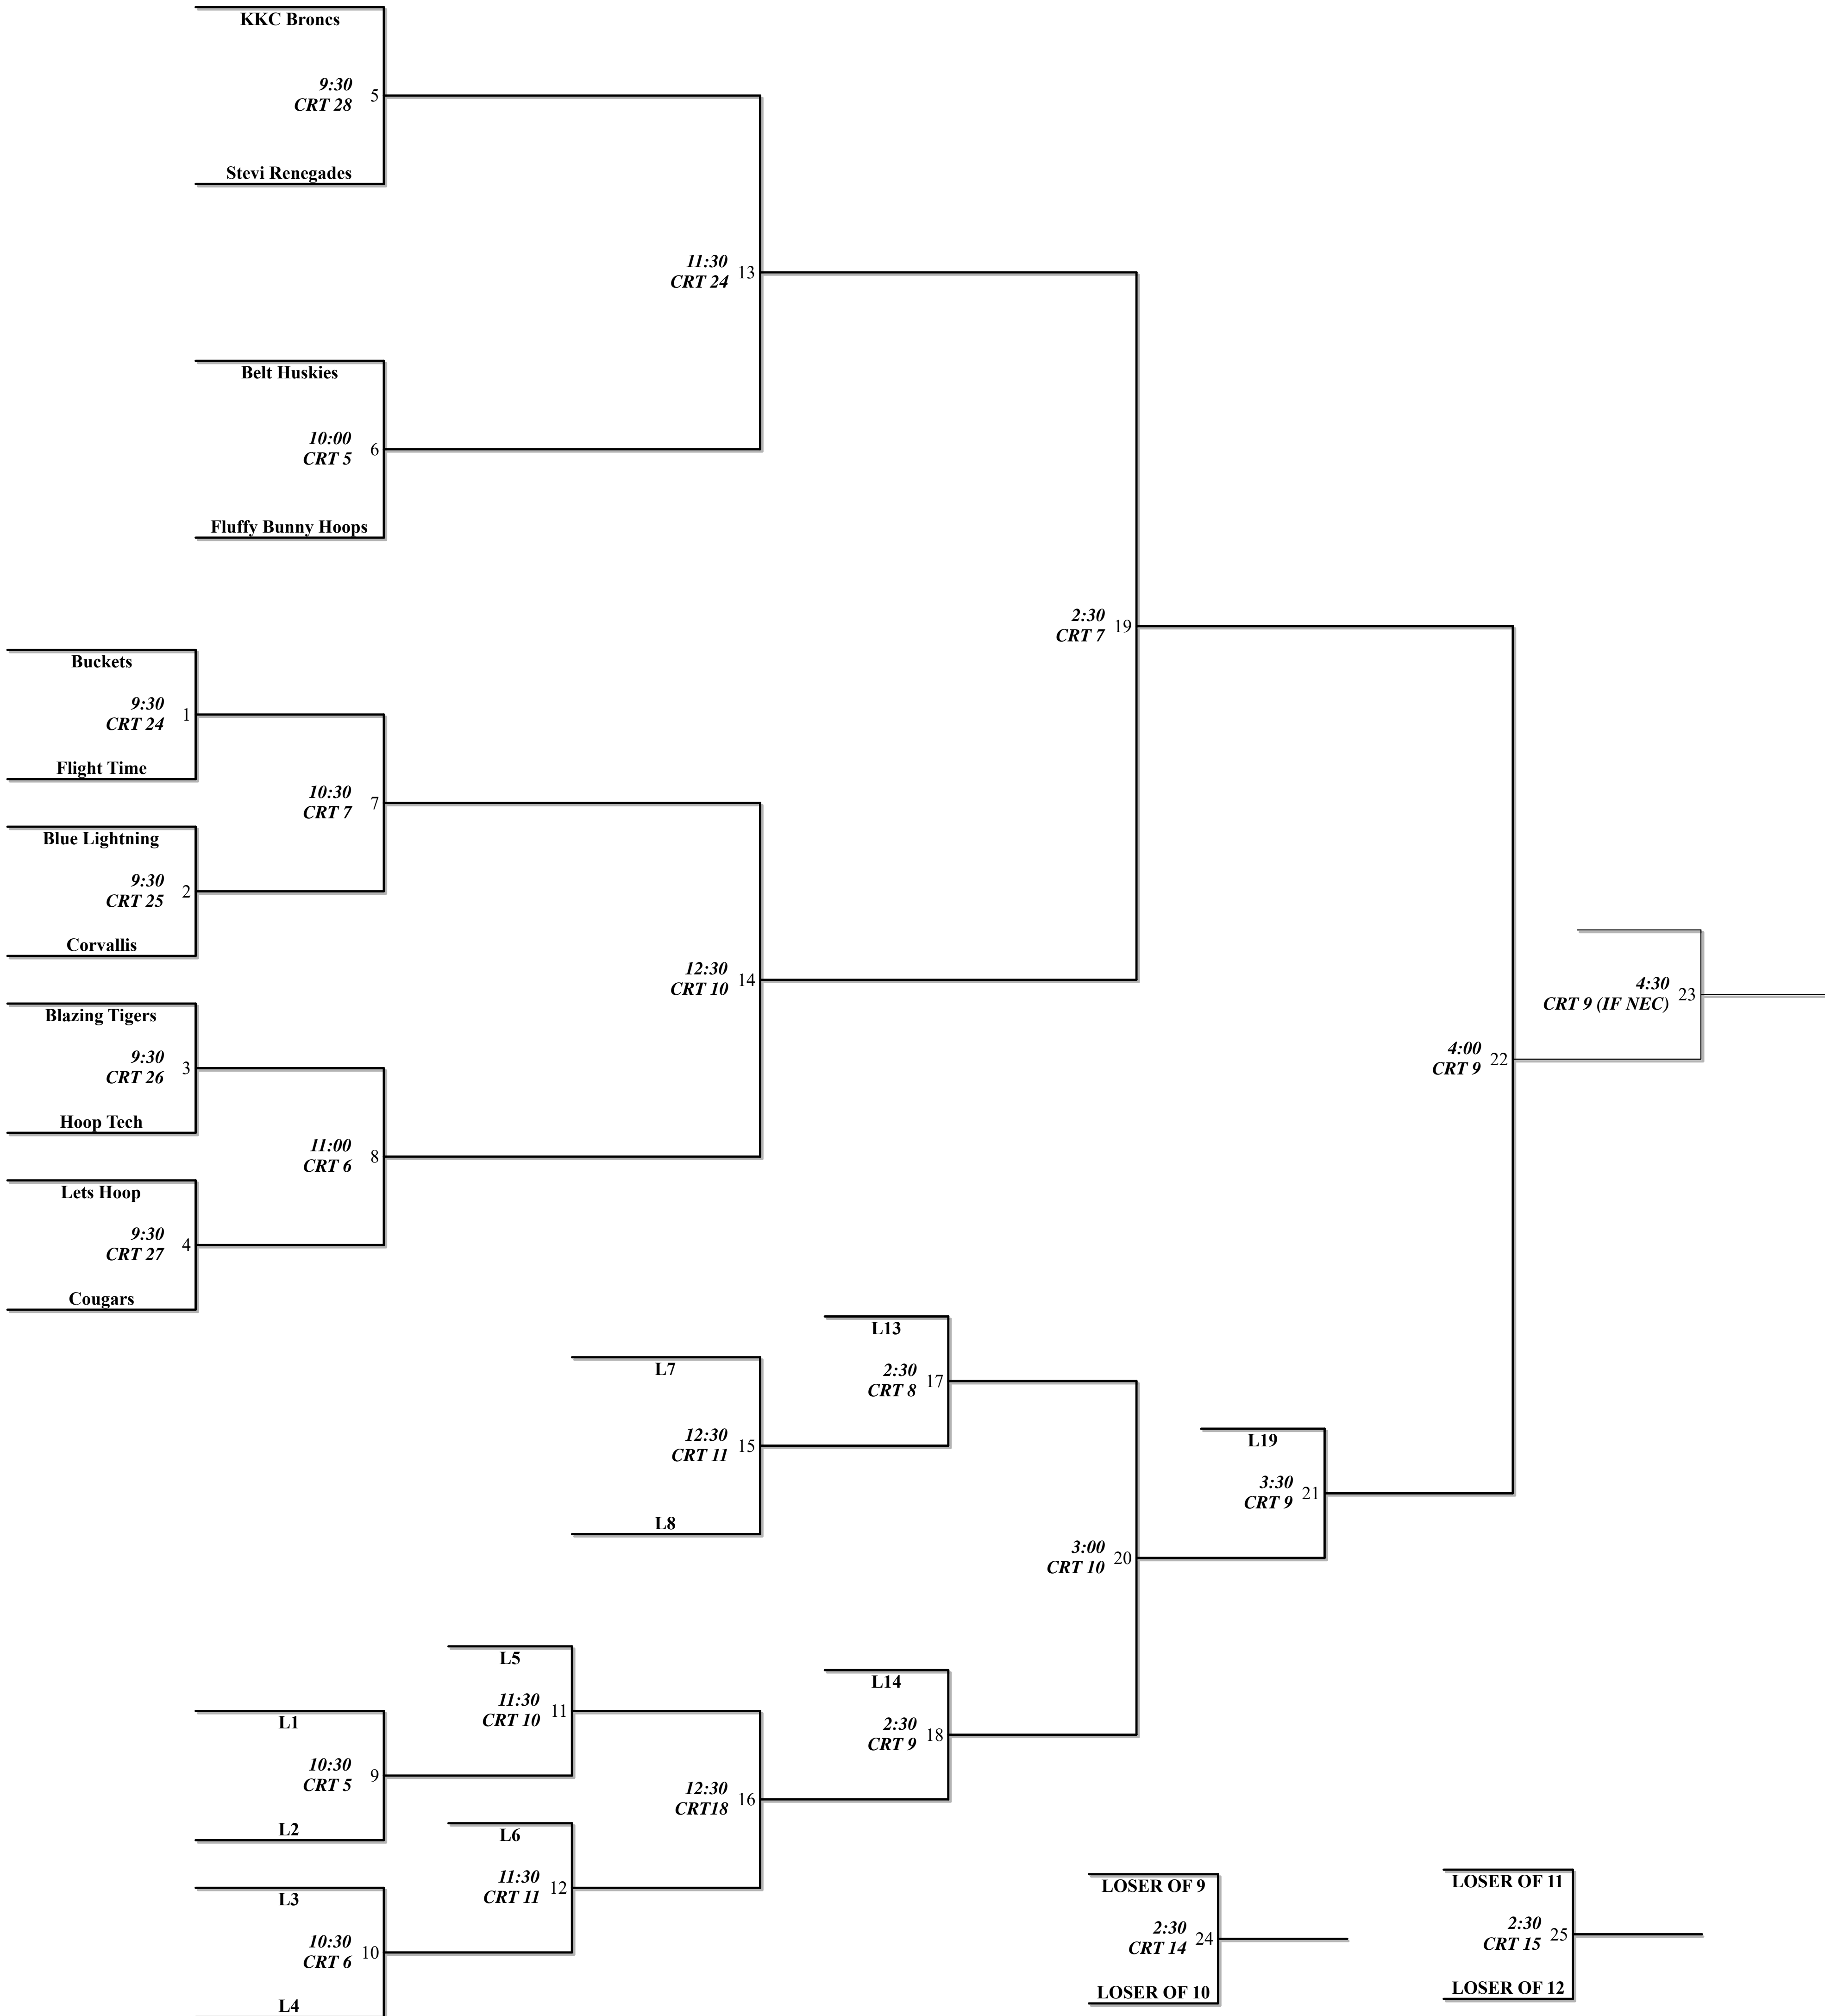 KKC Broncs
9:30
CRT 28 5
Stevi Renegades
11:30
CRT 24 13
Belt Huskies
10:00
CRT 5 6
Fluffy Bunny Hoops
2:30
CRT 7 19
Buckets
9:30
CRT 24 1
Flight Time
10:30
CRT 7 7
Blue Lightning
9:30
CRT 25 2
Corvallis
12:30
CRT 10 14
4:30
CRT 9 (IF NEC) 23
Blazing Tigers
9:30
CRT 26 3
Hoop Tech
4:00
CRT 9 22
11:00
CRT 6 8
Lets Hoop
9:30
CRT 27 4
Cougars
L13
2:30
CRT 8 17
L7
12:30
CRT 11 15
L8
L19
3:30
CRT 9 21
3:00
CRT 10 20
L5
11:30
CRT 10 11
L14
2:30
CRT 9 18
L1
10:30
CRT 5 9
L2
12:30
CRT18 16
L6
11:30
CRT 11 12
L3
10:30
CRT 6 10
L4
LOSER OF 9
2:30
CRT 14 24
LOSER OF 10
LOSER OF 11
2:30
CRT 15 25
LOSER OF 12